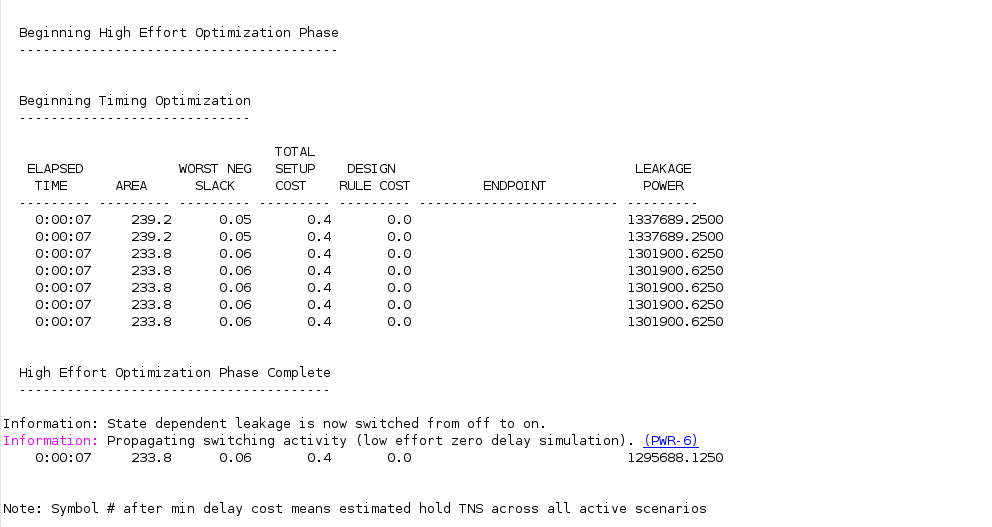 Beginning High Effort Optimization Phase
----------------------------------------
Beginning Timing Optimization
-----------------------------
TOTAL
ELAPSED WORST NEG SETUP DESIGN LEAKAGE
TIME AREA SLACK COST RULE COST ENDPOINT POWER
--------- --------- --------- --------- --------- ------------------------- ---------
0:00:07 239.2 0.05 0.4 0.0 1337689.2500
0:00:07 239.2 0.05 0.4 0.0 1337689.2500
0:00:07 233.8 0.06 0.4 0.0 1301900.6250
0:00:07 233.8 0.06 0.4 0.0 1301900.6250
0:00:07 233.8 0.06 0.4 0.0 1301900.6250
0:00:07 233.8 0.06 0.4 0.0 1301900.6250
0:00:07 233.8 0.06 0.4 0.0 1301900.6250
High Effort Optimization Phase Complete
---------------------------------------
Information: State dependent leakage is now switched from off to on.
Information: Propagating switching activity (low effort zero delay simulation). (PWR-6)
0:00:07 233.8 0.06 0.4 0.0 1295688.1250
Note: Symbol # after min delay cost means estimated hold TNS across all active scenarios